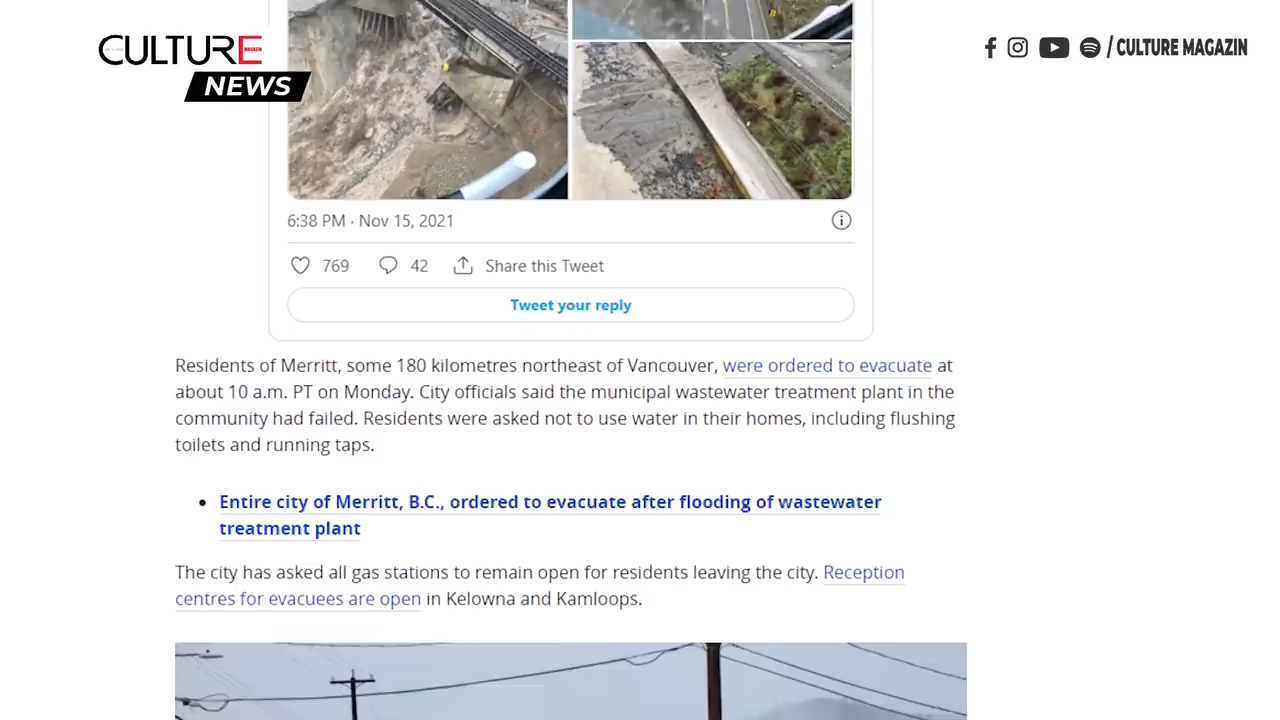 CULTURE MAGAZIN
NEWS
/ CULTURE MAGAZIN
6:38 PM · Nov 15, 2021
769
42
Share this Tweet
Tweet your reply
Residents of Merritt, some 180 kilometres northeast of Vancouver, were ordered to evacuate at
about 10 a.m. PT on Monday. City officials said the municipal wastewater treatment plant in the
community had failed. Residents were asked not to use water in their homes, including flushing
toilets and running taps.
• Entire city of Merritt, B.C., ordered to evacuate after flooding of wastewater
treatment plant
The city has asked all gas stations to remain open for residents leaving the city. Reception
centres for evacuees are open in Kelowna and Kamloops.